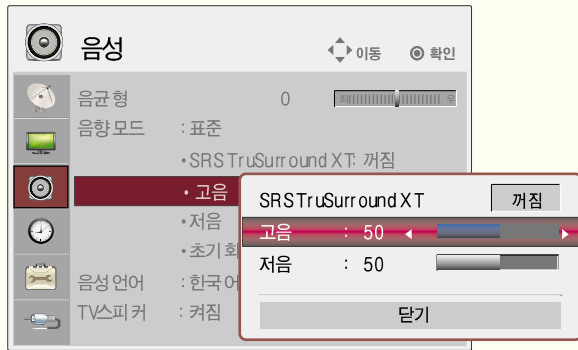 음성 이동 확인
음균형 0 좌 우
음향모드 : 표준
• SRS TruSurround XT: 꺼짐
• 고음
• 저음
• 초기화
음성언어 : 한국어
TV스피커 : 켜짐
SRS TruSurround XT 꺼짐
고음 : 50
저음 : 50
닫기